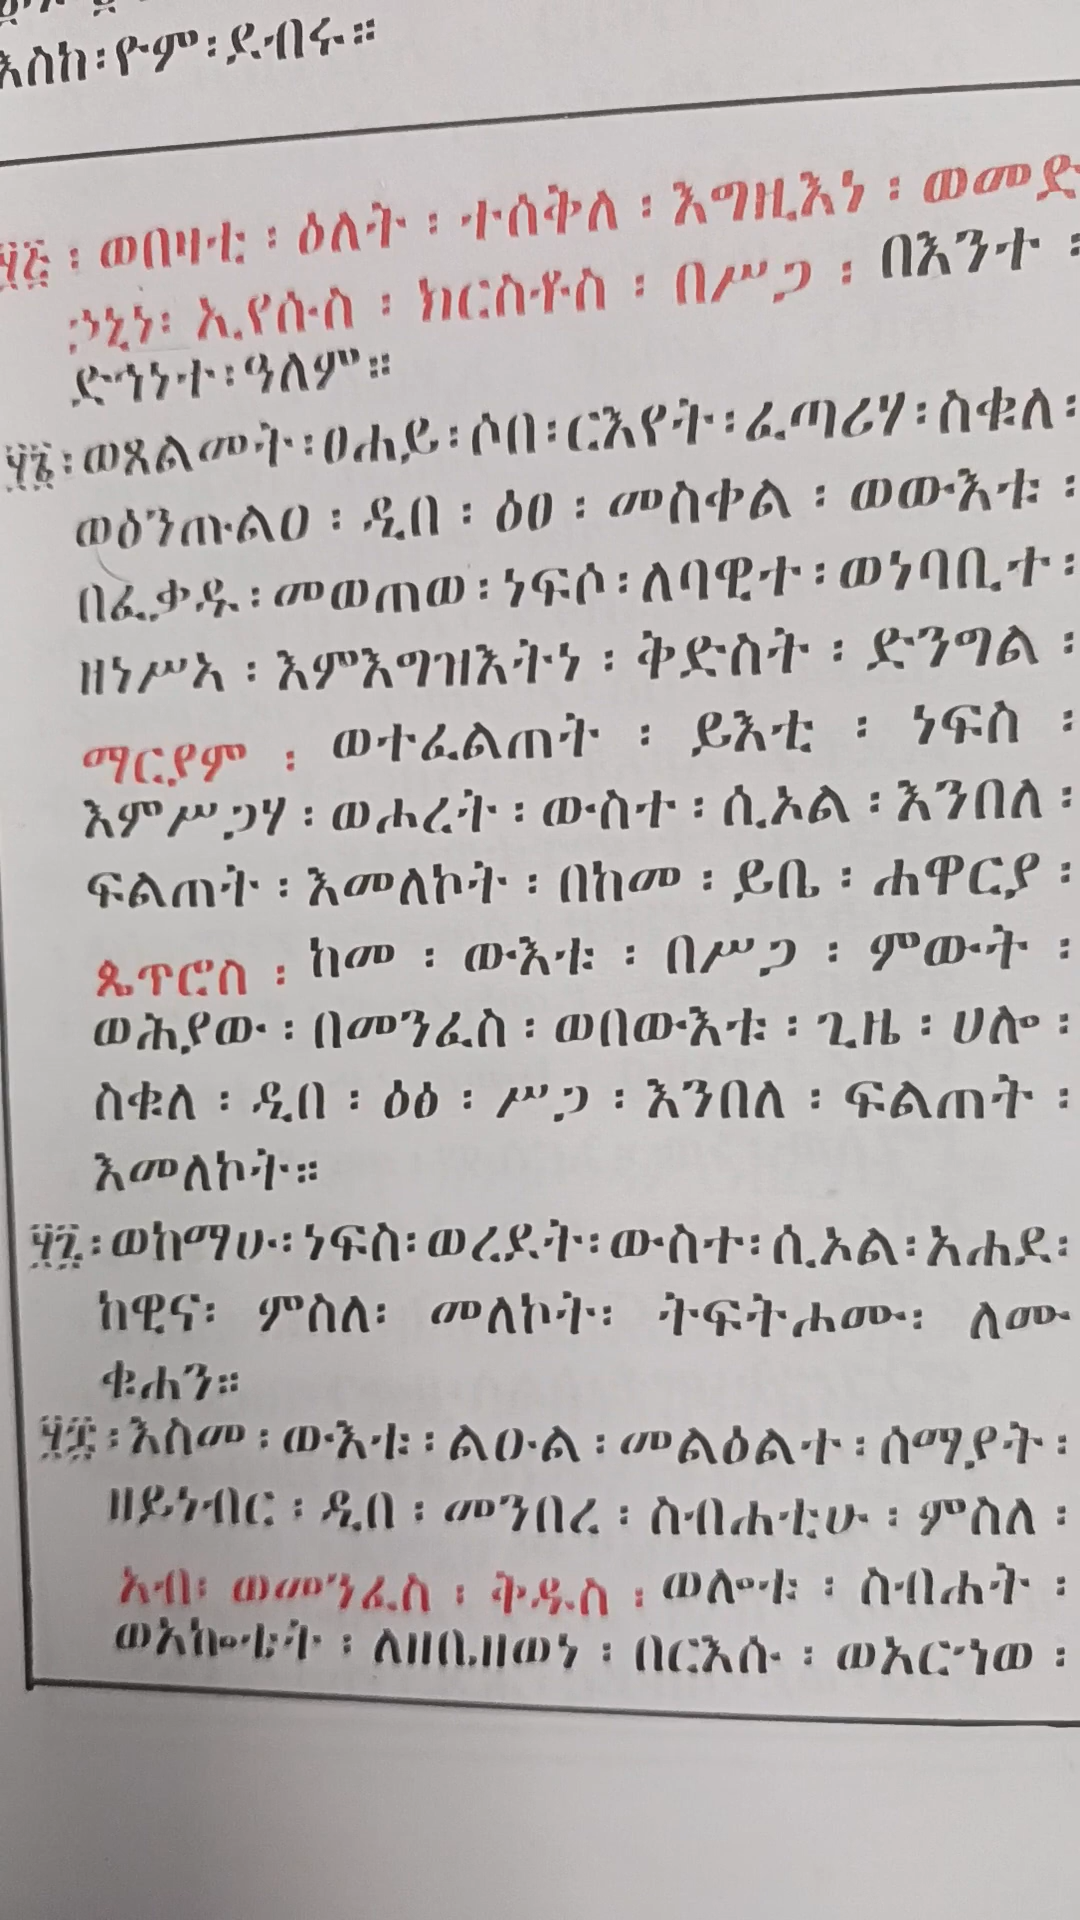 እስከ፡ዮም፡ደብሩ።
፶፭ ፡ ወበዛቲ ፡ ዕለት ፡ ተሰቅለ ፡ እግዚእነ ፡ ወመድ
ኃኒነ፡ ኢየሱስ ፡ ክርስቶስ ፡ በሥጋ ፡ በእንተ ፡
ድኅነተ፡ዓለም።
፶፮፡ወጸልመት፡ፀሐይ፡ሶበ፡ርእየት፡ፈጣሪሃ፡ስቁለ፡
ወዕንጡልዐ ፡ ዲበ ፡ ዕፀ ፡ መስቀል ፡ ወውእቱ ፡
በፈቃዱ፡መወጠወ፡ነፍሶ፡ለባዊተ፡ወነባቢተ፡
ዘነሥአ ፡ እምእግዝእትነ ፡ ቅድስት ፡ ድንግል ፡
ማርያም ፡ ወተፈልጠት ፡ ይእቲ ፡ ነፍስ ፡
እምሥጋሃ፡ወሐረት፡ውስተ፡ሲኦል፡እንበለ፡
ፍልጠት፡እመለኮት፡በከመ፡ይቤ፡ሐዋርያ፡
ጴጥሮስ ፡ ከመ ፡ ውእቱ ፡ በሥጋ ፡ ምውት ፡
ወሕያው፡በመንፈስ፡ወበውእቱ፡ጊዜ፡ሀሎ፡
ስቁለ ፡ ዲበ ፡ ዕፅ ፡ ሥጋ ፡ እንበለ ፡ ፍልጠት ፡
እመለኮት።
፶፯፡ወከማሁ፡ነፍስ፡ወረደት፡ውስተ፡ሲኦል፡አሐደ፡
ከዊና፡ ምስለ፡ መለኮት፡ ትፍትሐሙ፡ ለሙ
ቁሐን።
፶፰፡እስመ፡ውእቱ፡ልዑል፡መልዕልተ፡ሰማያት፡
ዘይነብር ፡ ዲበ ፡ መንበረ ፡ ስብሐቲሁ ፡ ምስለ ፡
አብ፡ ወመንፈስ ፡ ቅዱስ ፡ ወሎቱ ፡ ስብሐት ፡
ወአኰቴት ፡ ለዘቤዘወነ ፡ በርእሱ ፡ ወአርኀወ ፡